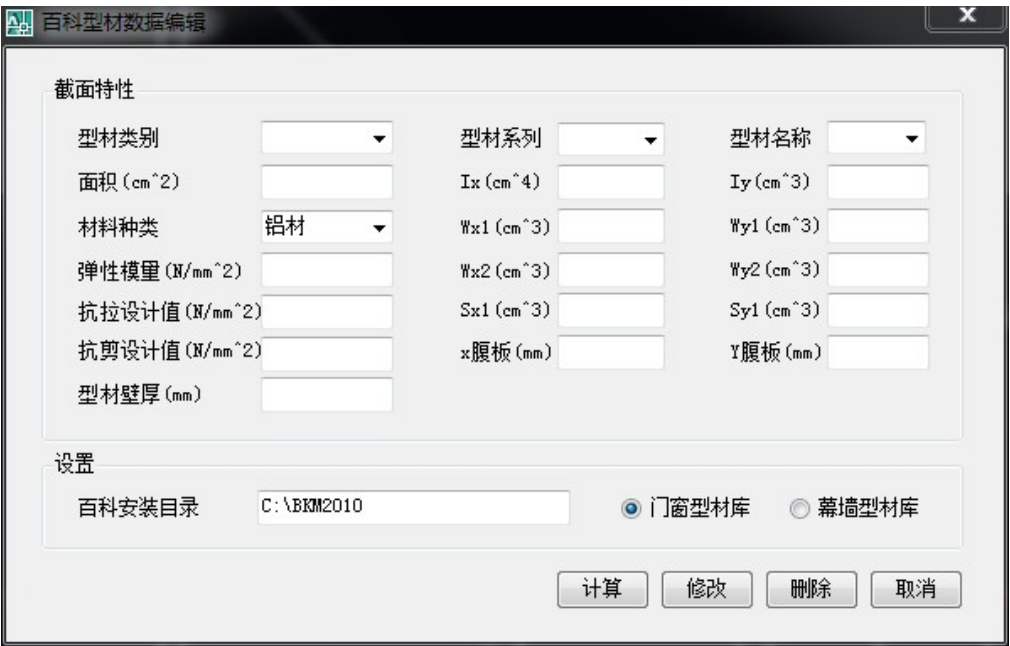 百科型材数据编辑
截面特性
型材类别 型材系列 型材名称
面积(cm^2) Ix(cm^4) Iy(cm^3)
材料种类 铝材 Wx1(cm^3) Wy1(cm^3)
弹性模量(N/mm^2) Wx2(cm^3) Wy2(cm^3)
抗拉设计值(N/mm^2) Sx1(cm^3) Sy1(cm^3)
抗剪设计值(N/mm^2) x腹板(mm) Y腹板(mm)
型材壁厚(mm)
设置
百科安装目录 C:\BKM2010 门窗型材库 幕墙型材库
计算 修改 删除 取消